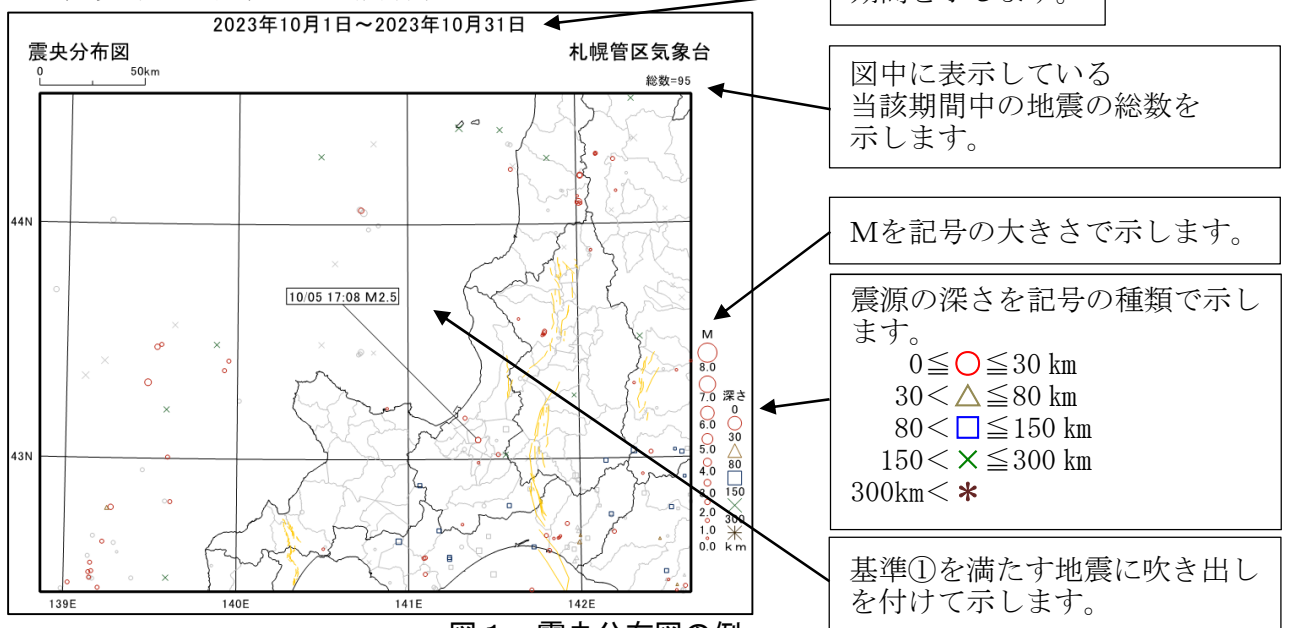 2023年10月1日～2023年10月31日
震央分布図
札幌管区気象台
0
50km
総数=95
図中に表示している
当該期間中の地震の総数を
示します。
44N
Mを記号の大きさで示します。
10/05 17:08 M2.5
震源の深さを記号の種類で示し
ます。
0≦○≦30 km
30＜△≦80 km
80＜□≦150 km
150＜×≦300 km
300km＜＊
M
8.0
7.0
6.0
5.0
4.0
3.0
2.0
1.0
0.0
深さ
0
30
80
150
300
km
43N
139E
140E
141E
142E
基準①を満たす地震に吹き出し
を付けて示します。